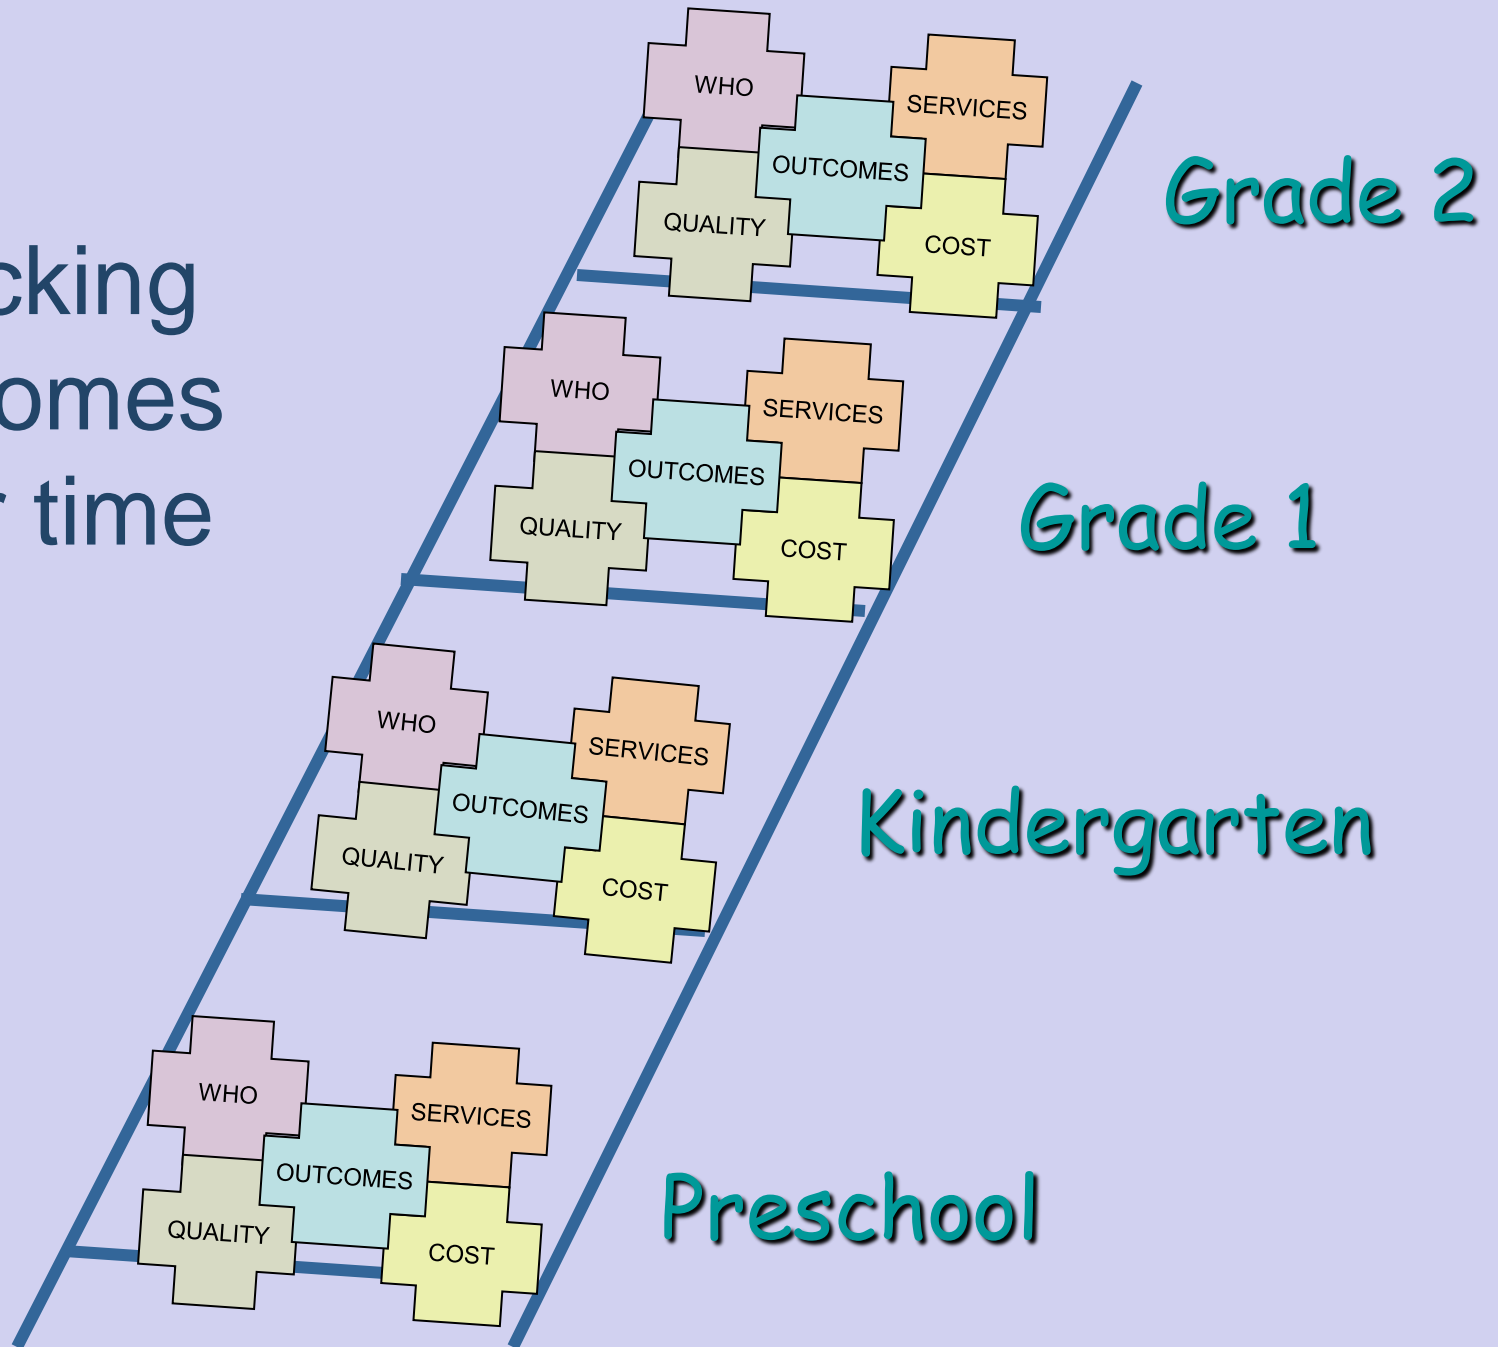 cking
omes
r time
WHO
SERVICES
OUTCOMES
QUALITY
COST
Grade 2
WHO
SERVICES
OUTCOMES
QUALITY
COST
Grade 1
WHO
SERVICES
OUTCOMES
QUALITY
COST
Kindergarten
WHO
SERVICES
OUTCOMES
QUALITY
COST
Preschool